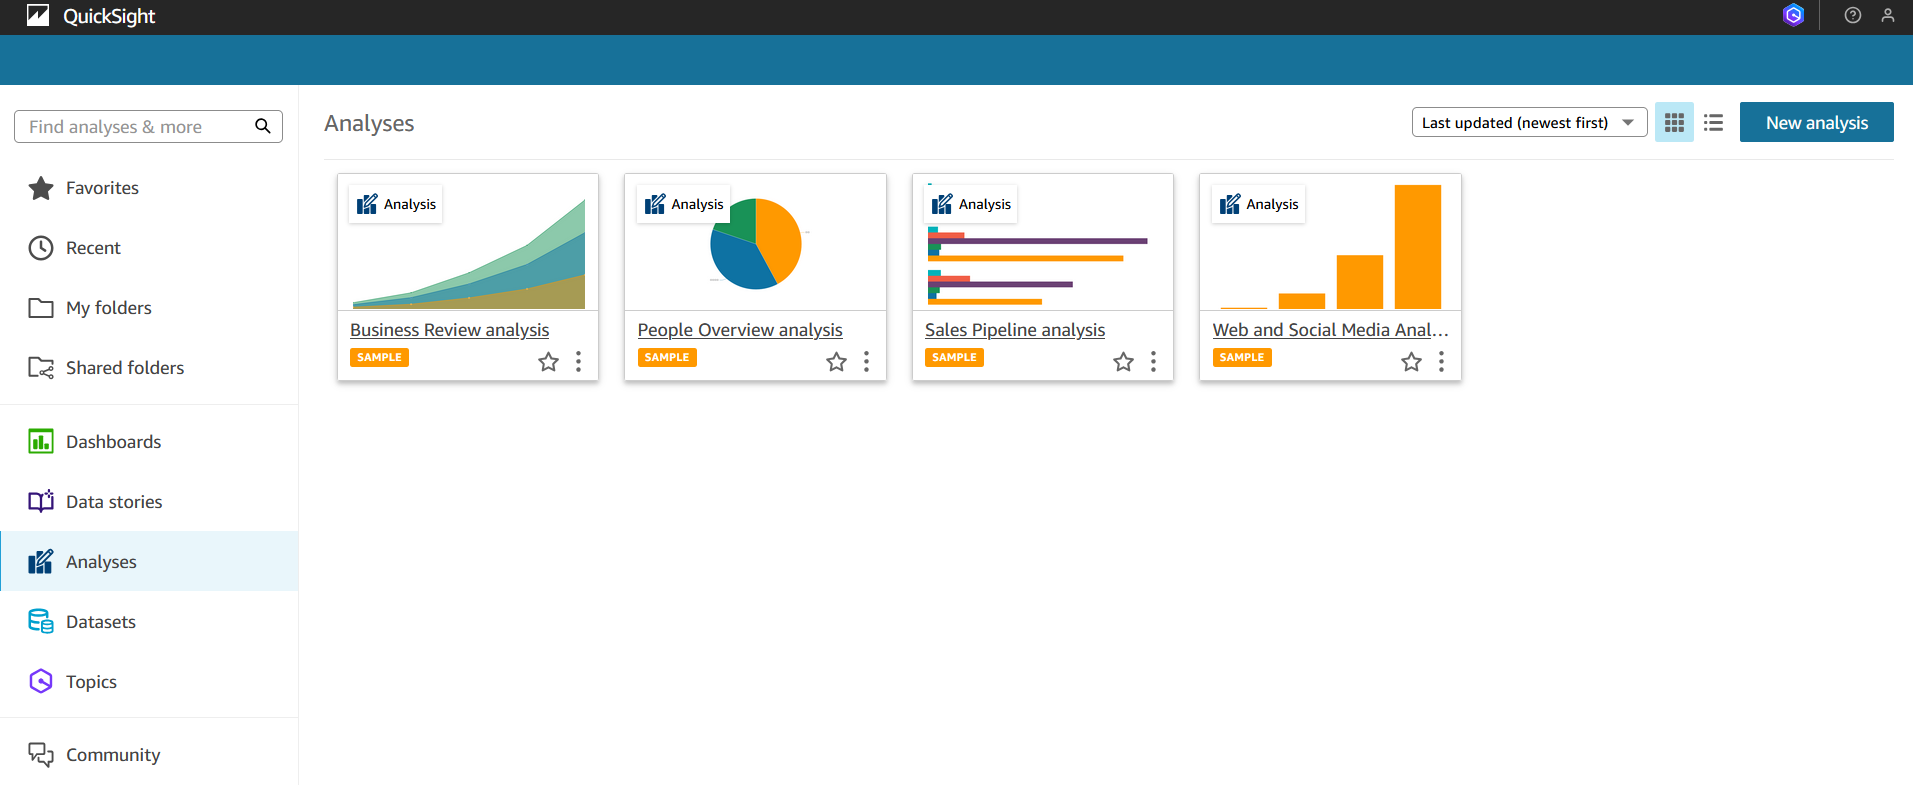 QuickSight
Find analyses & more
Favorites
Recent
My folders
Shared folders
Dashboards
Data stories
Analyses
Datasets
Topics
Community
Analyses
Last updated (newest first)
New analysis
Analysis
Business Review analysis
SAMPLE
Analysis
People Overview analysis
SAMPLE
Analysis
Sales Pipeline analysis
SAMPLE
Analysis
Web and Social Media Anal...
SAMPLE